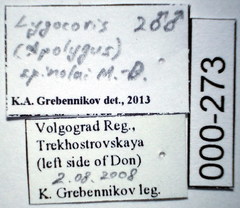 Lygocoris 2♂♂
(Apolygus)
spinolai M.-D.
K.A. Grebennikov det., 2013
Volgograd Reg.,
Trekhostrovskaya
(left side of Don)
2.08.2008
K. Grebennikov leg.
000-273